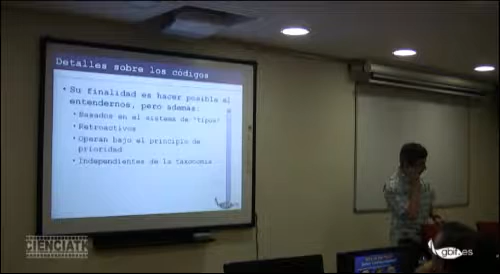 Detalles sobre los códigos
• Su finalidad es hacer posible el
entendernos, pero además:
• Basados en el sistema de "tipos"
• Retroactivos
• Operan bajo el principio de
prioridad
• Independientes de la taxonomía
CIENCIATK
gbif.es